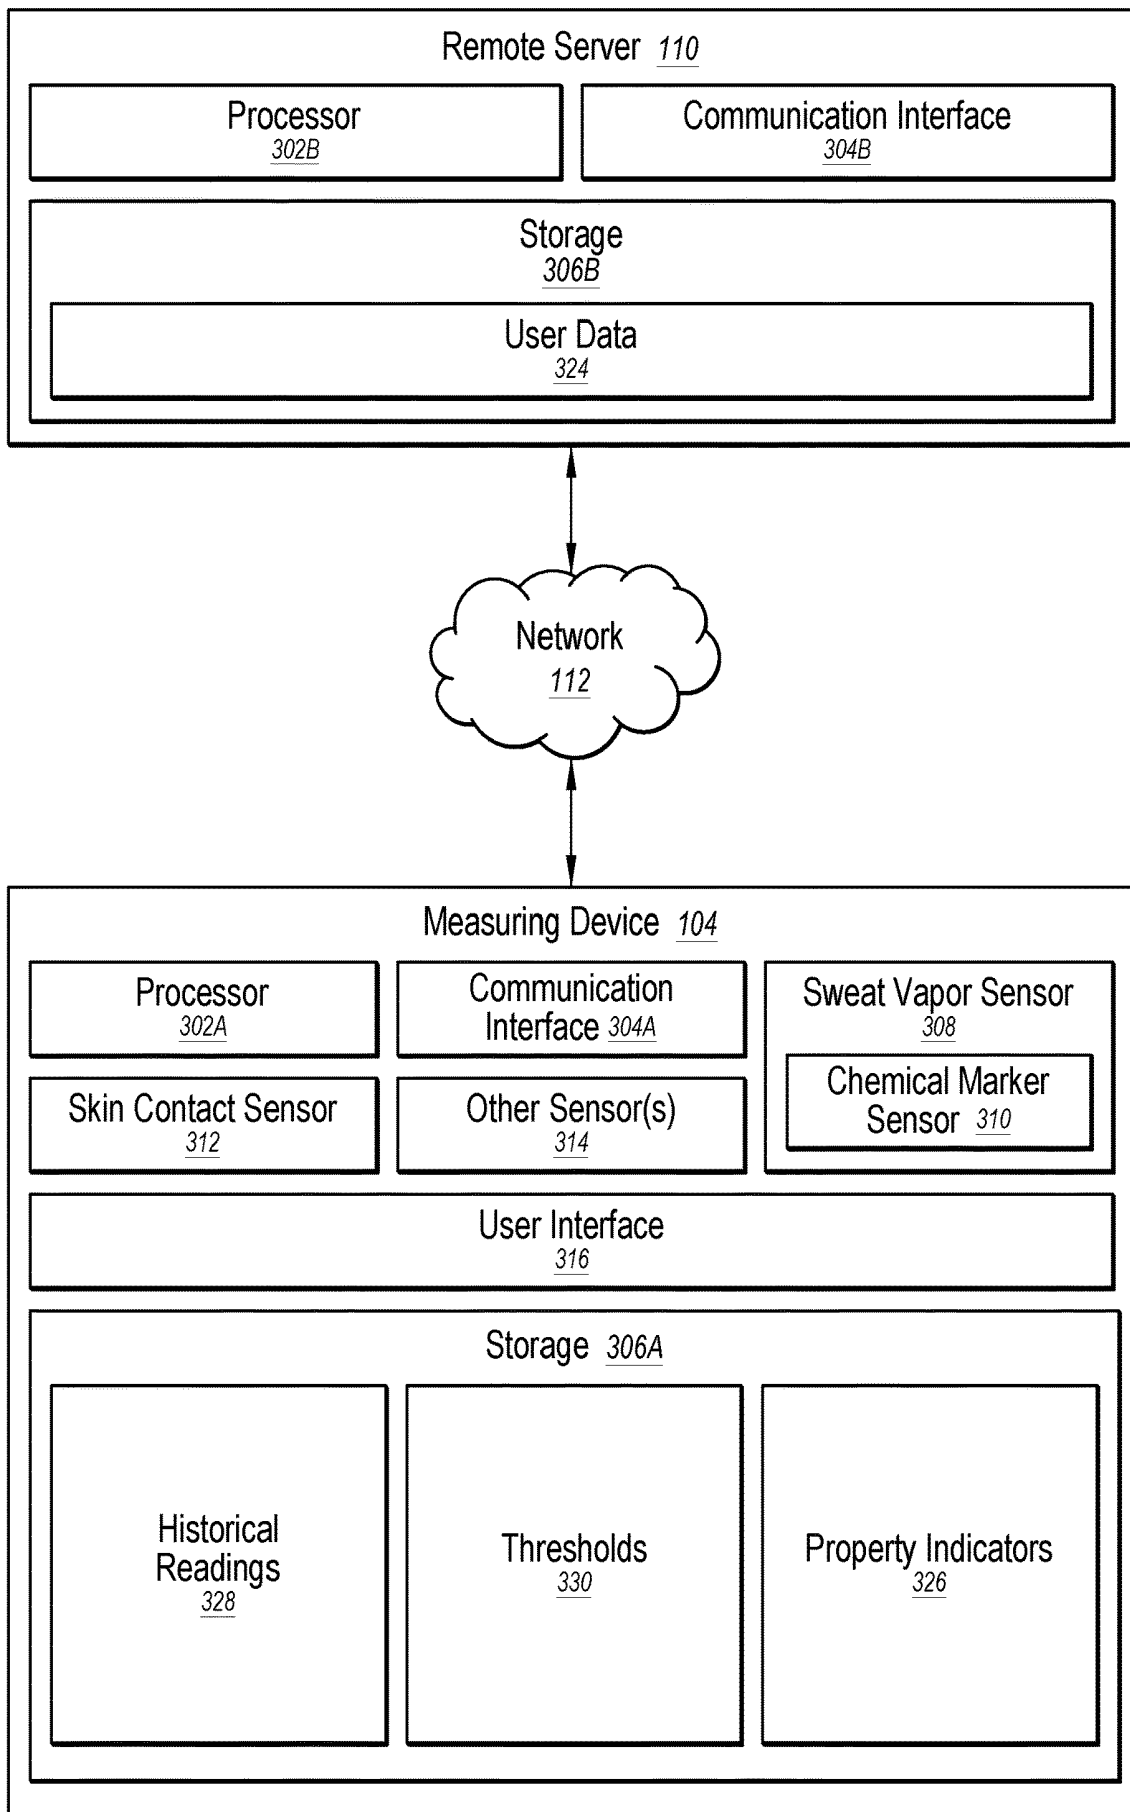 Remote Server 110
Processor
302B
Communication Interface
304B
Storage
306B
User Data
324
Network
112
Measuring Device 104
Processor
302A
Communication
Interface 304A
Sweat Vapor Sensor
308
Chemical Marker
Sensor 310
Skin Contact Sensor
312
Other Sensor(s)
314
User Interface
316
Storage 306A
Historical
Readings
328
Thresholds
330
Property Indicators
326